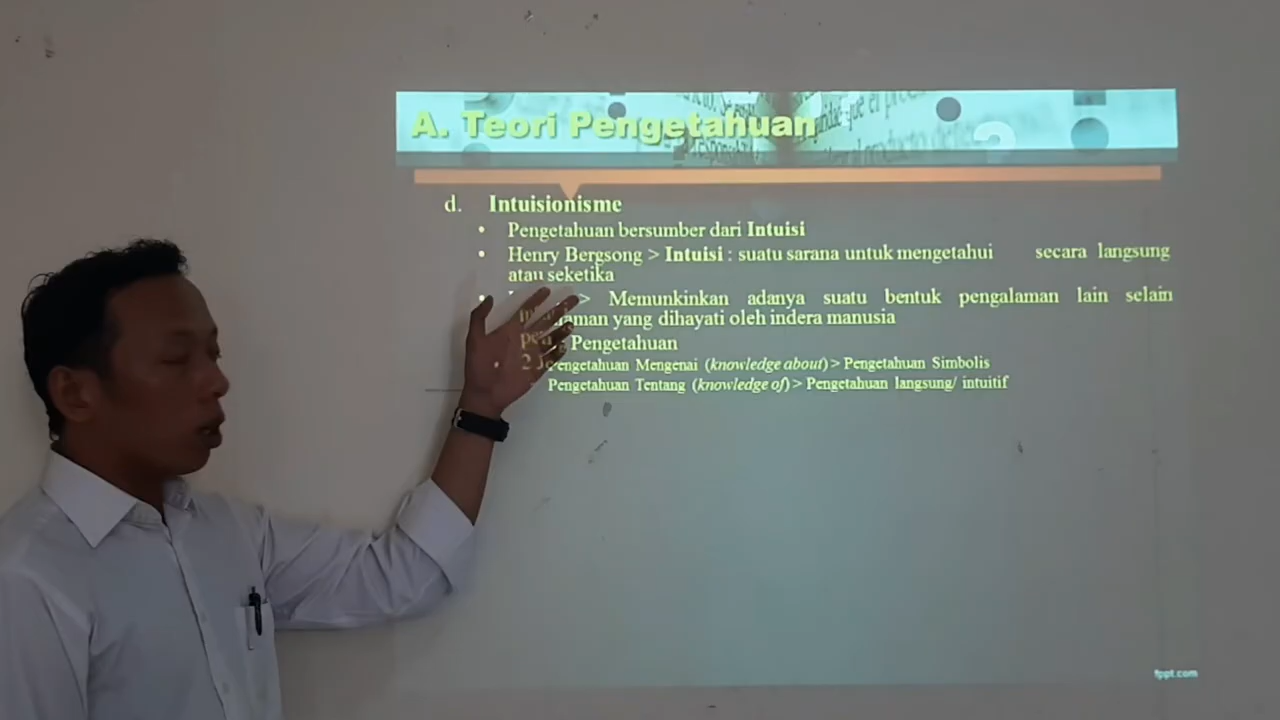 A. Teori Pengetahuan
d. Intuisionisme
• Pengetahuan bersumber dari Intuisi
• Henry Bergsong > Intuisi : suatu sarana untuk mengetahui secara langsung
atau seketika
• > Memunkinkan adanya suatu bentuk pengalaman lain selain
yang dihayati oleh indera manusia
Pengetahuan
Mengenai (knowledge about) > Pengetahuan Simbolis
Pengetahuan Tentang (knowledge of) > Pengetahuan langsung/ intuitif
fppt.com